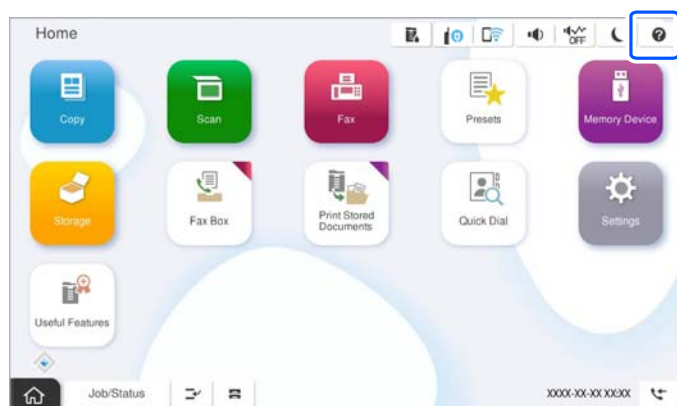 Home
OFF
?
Copy
Scan
Fax
Presets
Memory Device
Storage
Fax Box
Print Stored
Documents
Quick Dial
Settings
Useful Features
Job/Status
XXXX-XX-XX XX:XX